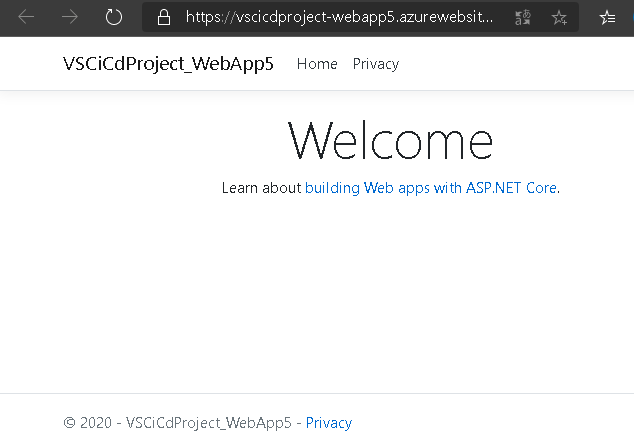 https://vscicdproject-webapp5.azurewebsit...
VSCiCdProject_WebApp5 Home Privacy
Welcome
Learn about building Web apps with ASP.NET Core.
© 2020 - VSCiCdProject_WebApp5 - Privacy